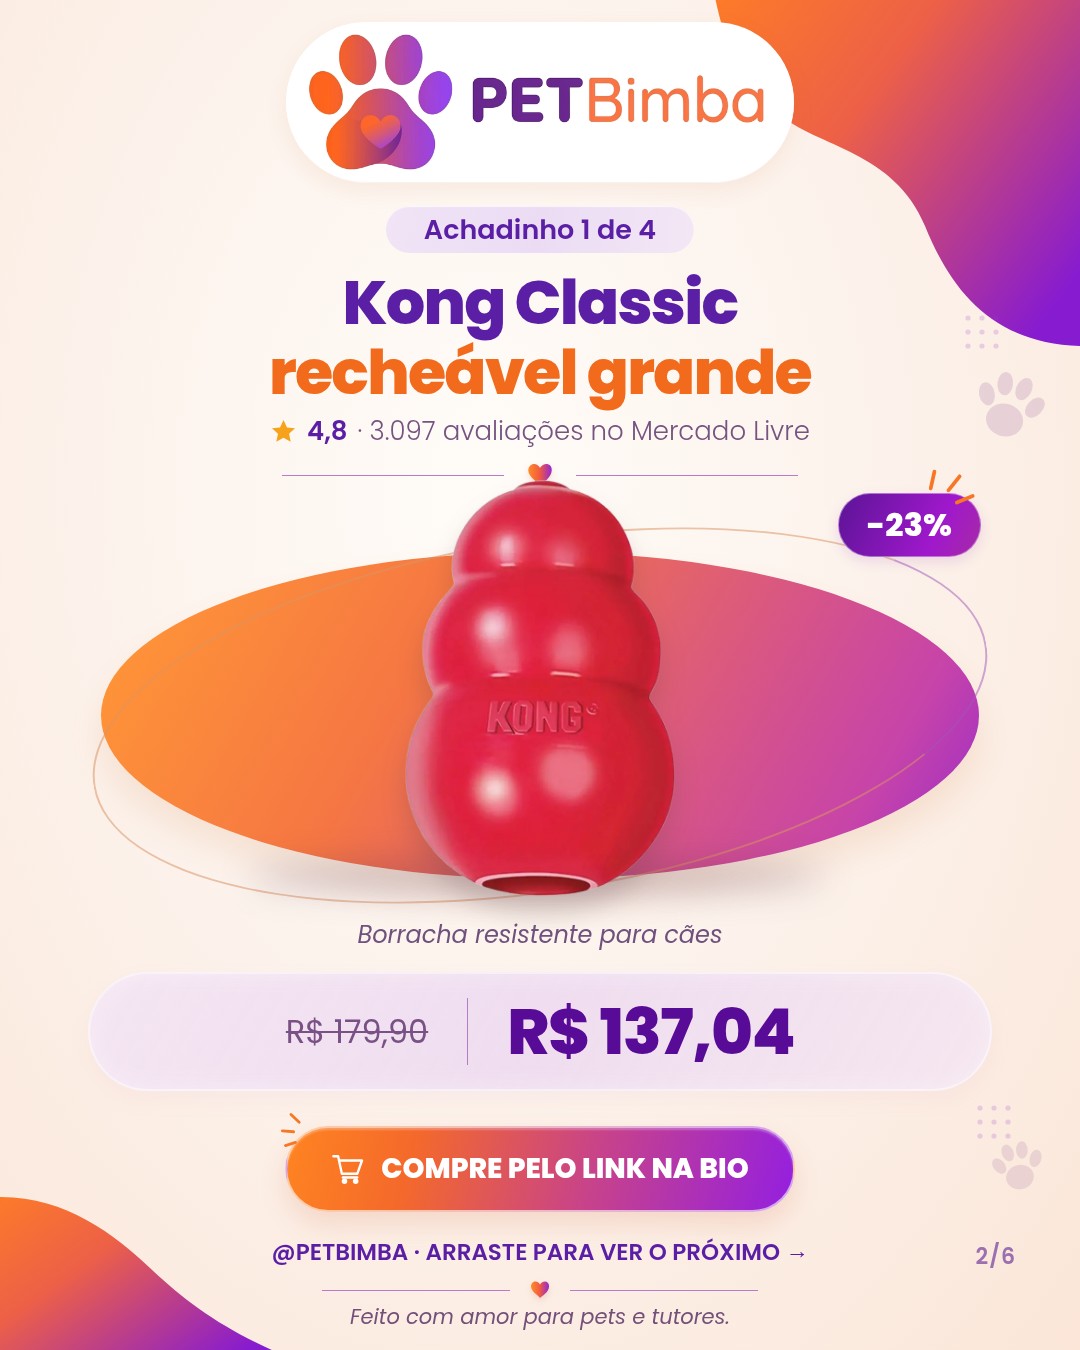 PETBimba
Achadinho 1 de 4
Kong Classic
recheável grande
4,8 · 3.097 avaliações no Mercado Livre
-23%
KONG®
Borracha resistente para cães
R$ 179,90
R$ 137,04
COMPRE PELO LINK NA BIO
@PETBIMBA · ARRASTE PARA VER O PRÓXIMO →
2/6
Feito com amor para pets e tutores.